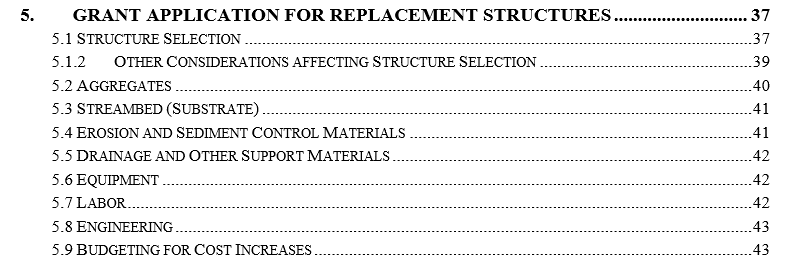 5. GRANT APPLICATION FOR REPLACEMENT STRUCTURES ............................ 37
5.1 STRUCTURE SELECTION ............................ 37
5.1.2 OTHER CONSIDERATIONS AFFECTING STRUCTURE SELECTION ............................ 39
5.2 AGGREGATES ............................ 40
5.3 STREAMBED (SUBSTRATE) ............................ 41
5.4 EROSION AND SEDIMENT CONTROL MATERIALS ............................ 41
5.5 DRAINAGE AND OTHER SUPPORT MATERIALS ............................ 42
5.6 EQUIPMENT ............................ 42
5.7 LABOR ............................ 42
5.8 ENGINEERING ............................ 43
5.9 BUDGETING FOR COST INCREASES ............................ 43